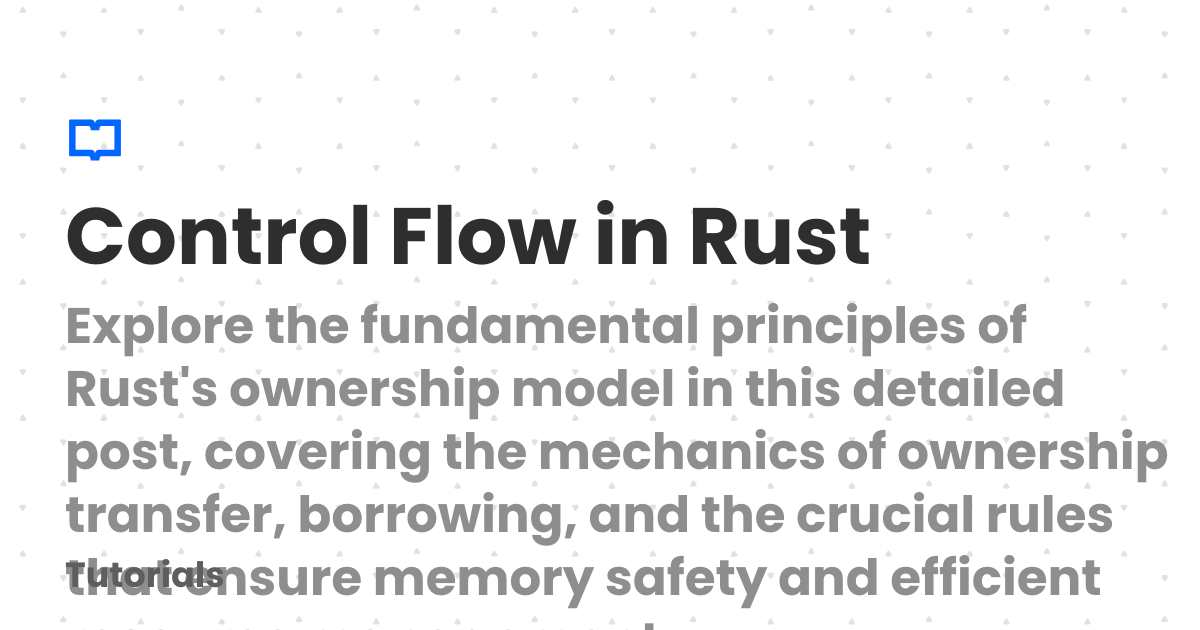 Control Flow in Rust
Explore the fundamental principles of
Rust's ownership model in this detailed
post, covering the mechanics of ownership
transfer, borrowing, and the crucial rules
that ensure memory safety and efficient
Tutorials